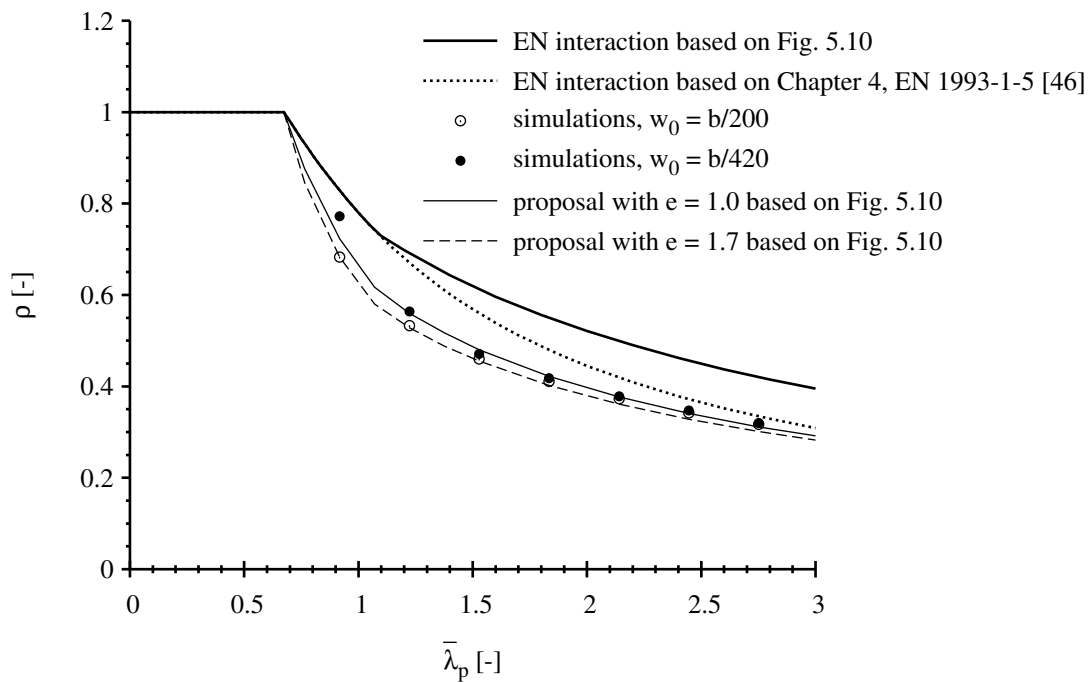 1.2
1
0.8
0.6
0.4
0.2
0
ρ [-]
EN interaction based on Fig. 5.10
EN interaction based on Chapter 4, EN 1993-1-5 [46]
simulations, w_0 = b/200
simulations, w_0 = b/420
proposal with e = 1.0 based on Fig. 5.10
proposal with e = 1.7 based on Fig. 5.10
0 0.5 1 1.5 2 2.5 3
λ̅_p [-]